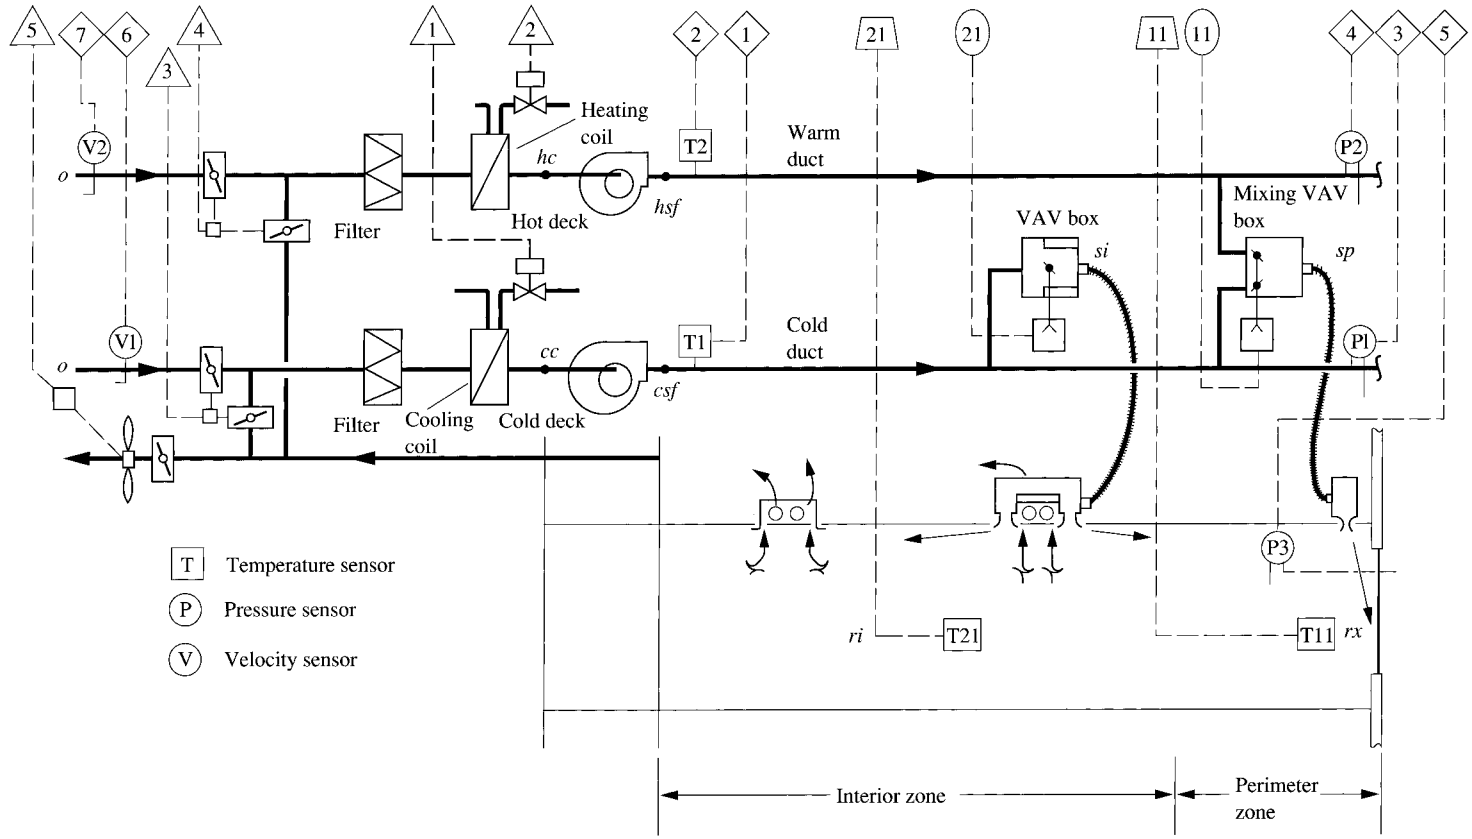 5
7
6
4
3
1
2
2
1
21
21
11
11
4
3
5
V2
Heating
coil
T2
Warm
duct
P2
o
hc
hsf
Hot deck
Filter
VAV box
Mixing VAV
box
si
sp
V1
T1
Cold
duct
P1
o
cc
csf
Filter
Cooling
coil
Cold deck
P3
T
Temperature sensor
P
Pressure sensor
V
Velocity sensor
ri
T21
T11
rx
Interior zone
Perimeter
zone